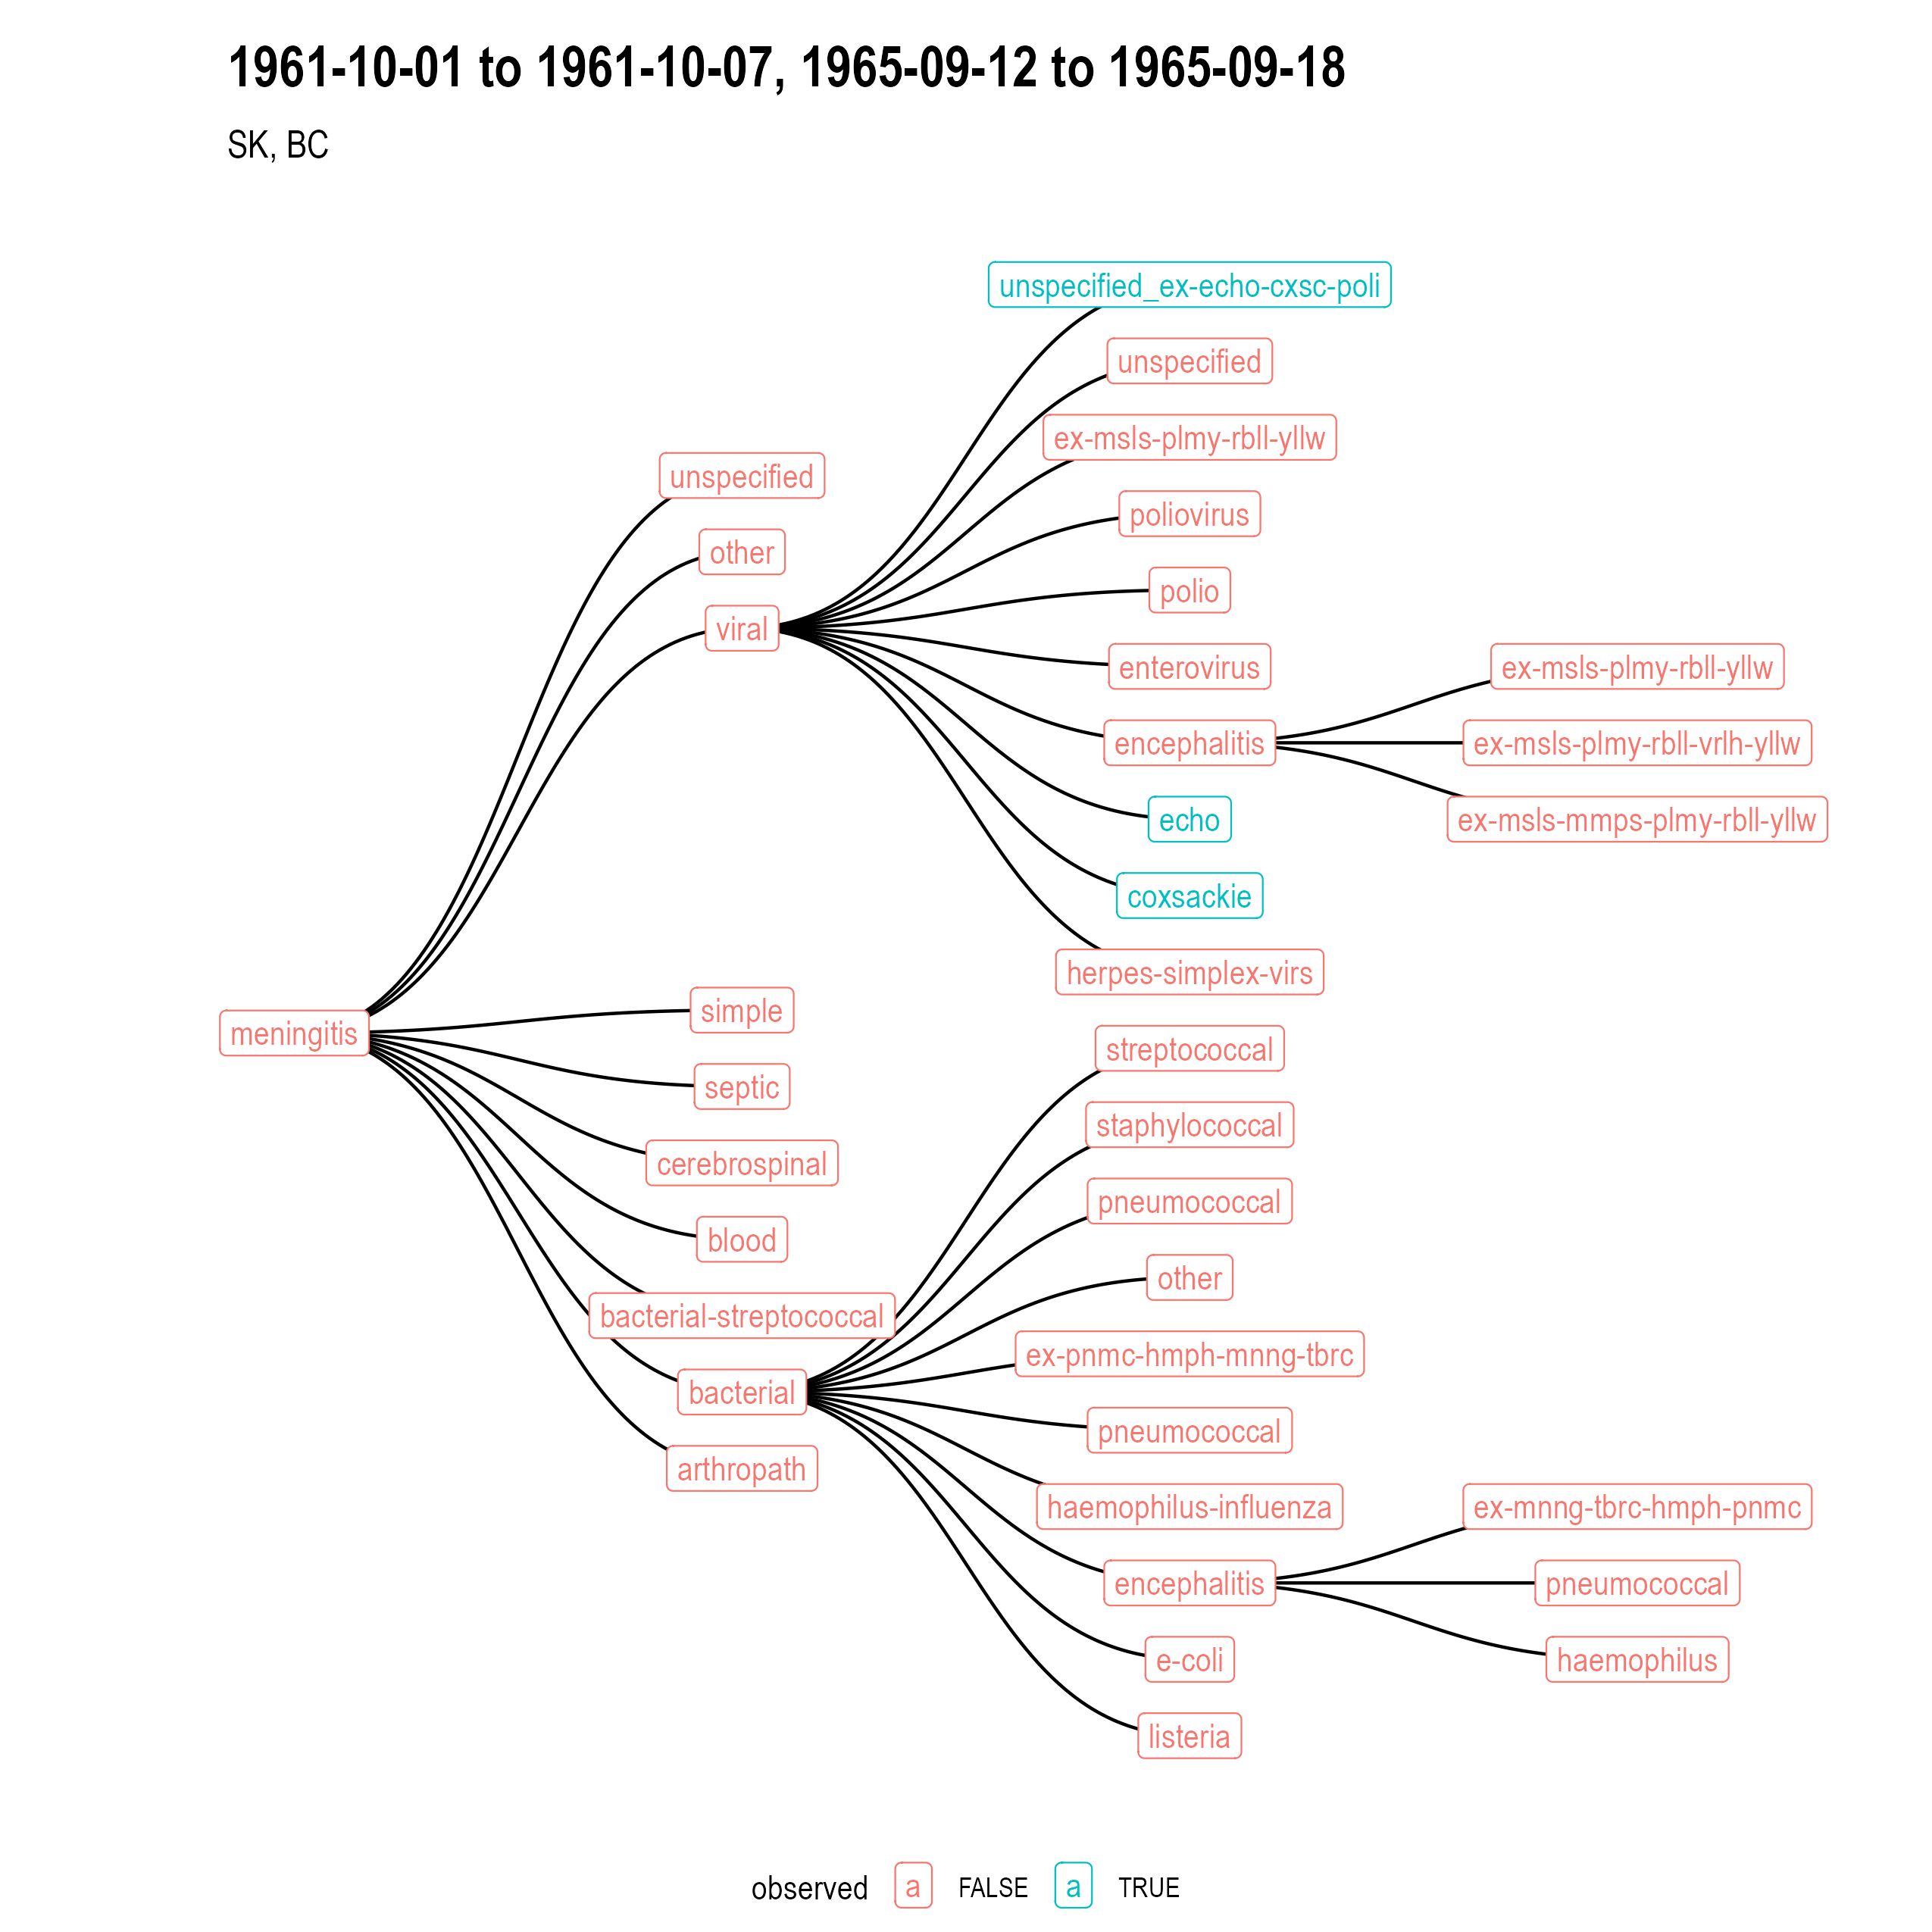 1961-10-01 to 1961-10-07, 1965-09-12 to 1965-09-18
SK, BC
unspecified_ex-echo-cxsc-poli
unspecified
ex-msls-plmy-rbll-yllw
unspecified
poliovirus
other
polio
viral
enterovirus
ex-msls-plmy-rbll-yllw
encephalitis
ex-msls-plmy-rbll-vrlh-yllw
echo
ex-msls-mmps-plmy-rbll-yllw
coxsackie
herpes-simplex-virs
simple
meningitis
streptococcal
septic
staphylococcal
cerebrospinal
pneumococcal
blood
other
bacterial-streptococcal
ex-pnmc-hmph-mnng-tbrc
bacterial
pneumococcal
arthropath
haemophilus-influenza
ex-mnng-tbrc-hmph-pnmc
encephalitis
pneumococcal
e-coli
haemophilus
listeria
observed a FALSE a TRUE